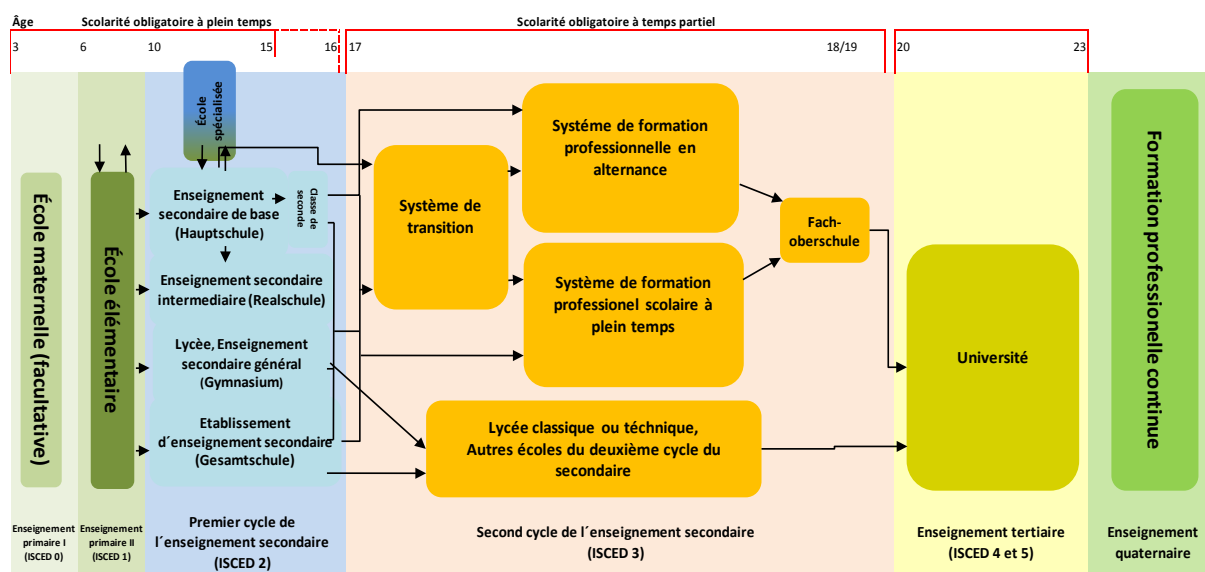 Âge
Scolarité obligatoire à plein temps
Scolarité obligatoire à temps partiel
3
6
10
15
16
17
18/19
20
23
École maternelle (facultative)
École élémentaire
École
spécialisée
Enseignement
secondaire de base
(Hauptschule)
Classe de
seconde
Enseignement secondaire
intermediaire (Realschule)
Lycèe, Enseignement
secondaire général
(Gymnasium)
Etablissement
d´enseignement secondaire
(Gesamtschule)
Système de
transition
Systéme de formation
professionnelle en
alternance
Système de formation
professionel scolaire à
plein temps
Fach-
oberschule
Lycée classique ou téchnique,
Autres écoles du deuxième cycle du
secondaire
Université
Formation professionelle continue
Enseignement
primaire I
(ISCED 0)
Enseignement
primaire II
(ISCED 1)
Premier cycle de
l´enseignement secondaire
(ISCED 2)
Second cycle de l´enseignement secondaire
(ISCED 3)
Enseignement tertiaire
(ISCED 4 et 5)
Enseignement
quaternaire